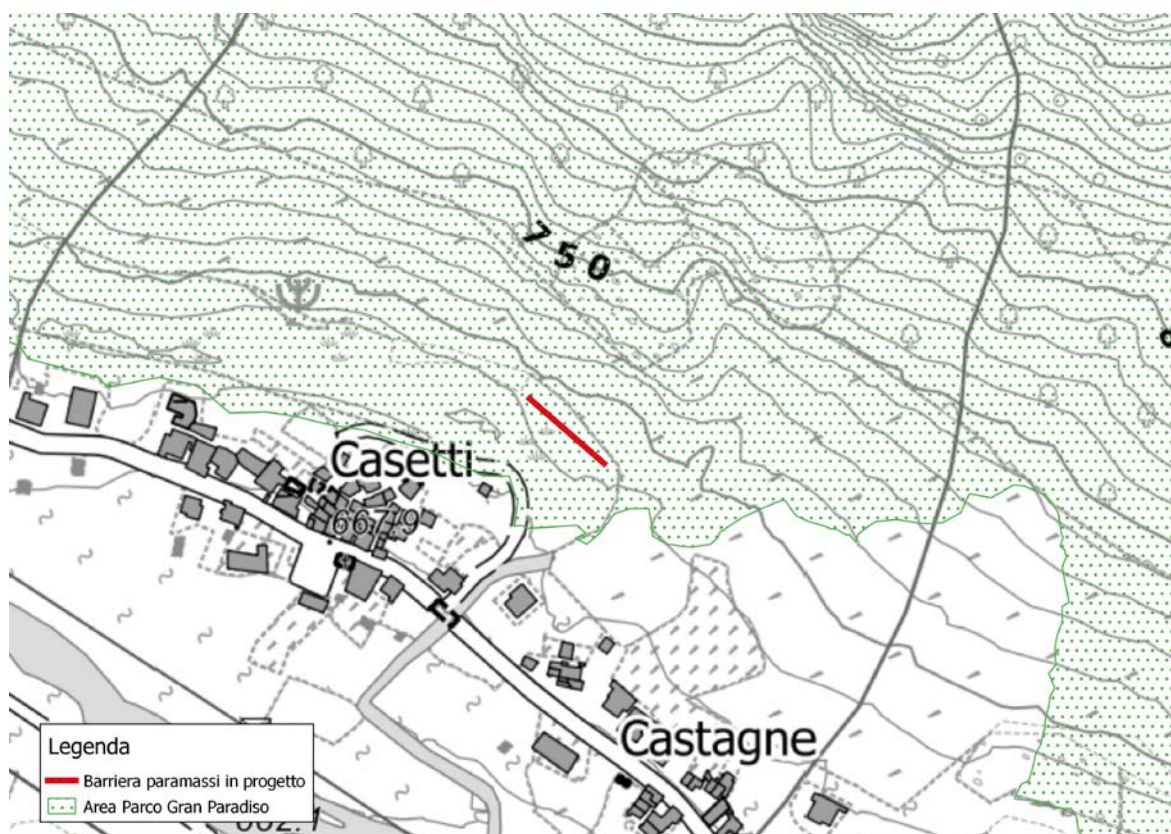 750
Casetti
667.9
Castagne
Legenda
Barriera paramassi in progetto
Area Parco Gran Paradiso